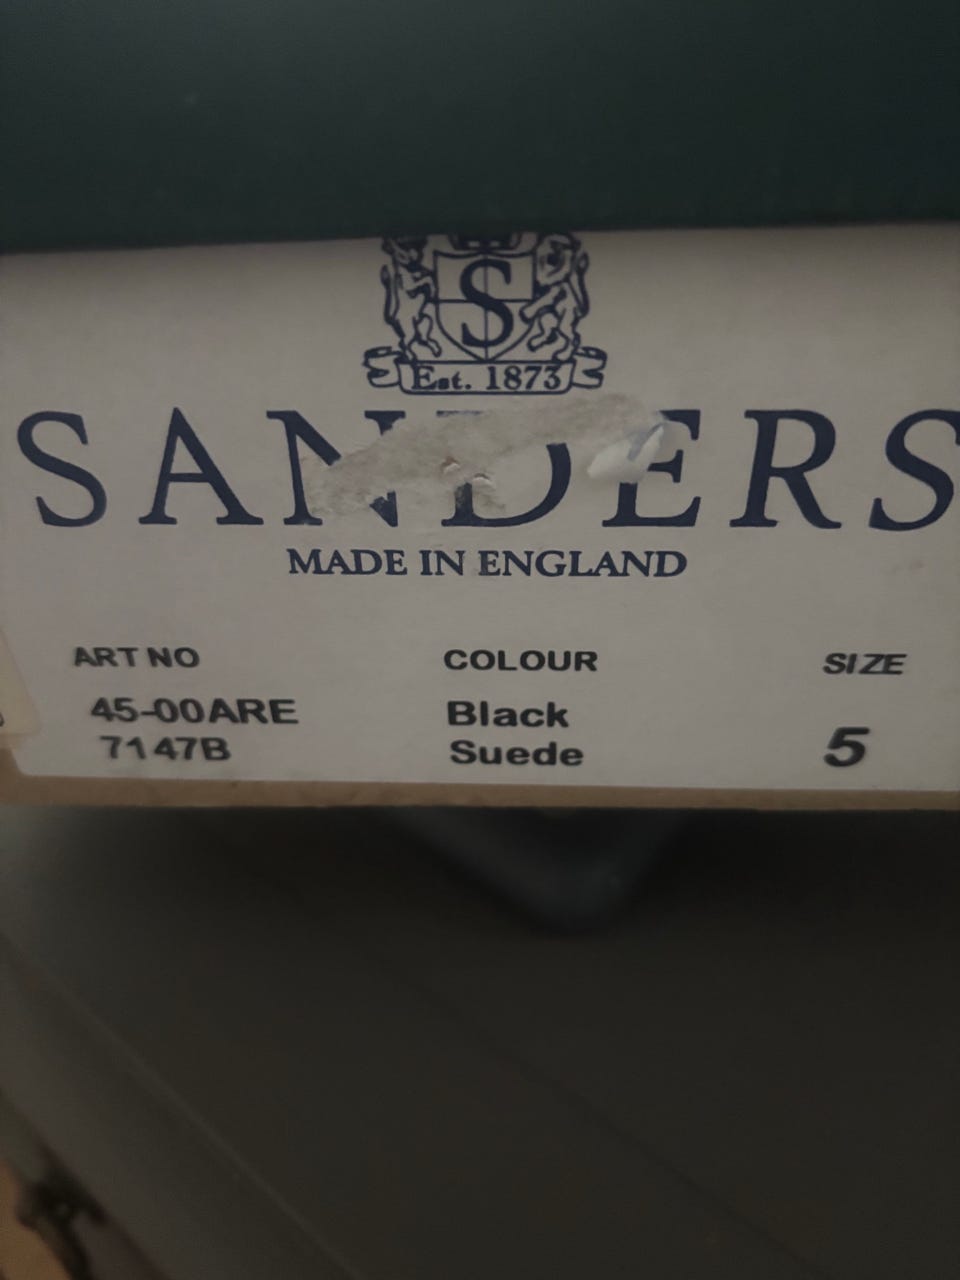 S
Est. 1873
SANDERS
MADE IN ENGLAND
ART NO COLOUR SIZE
45-00ARE Black
7147B Suede 5